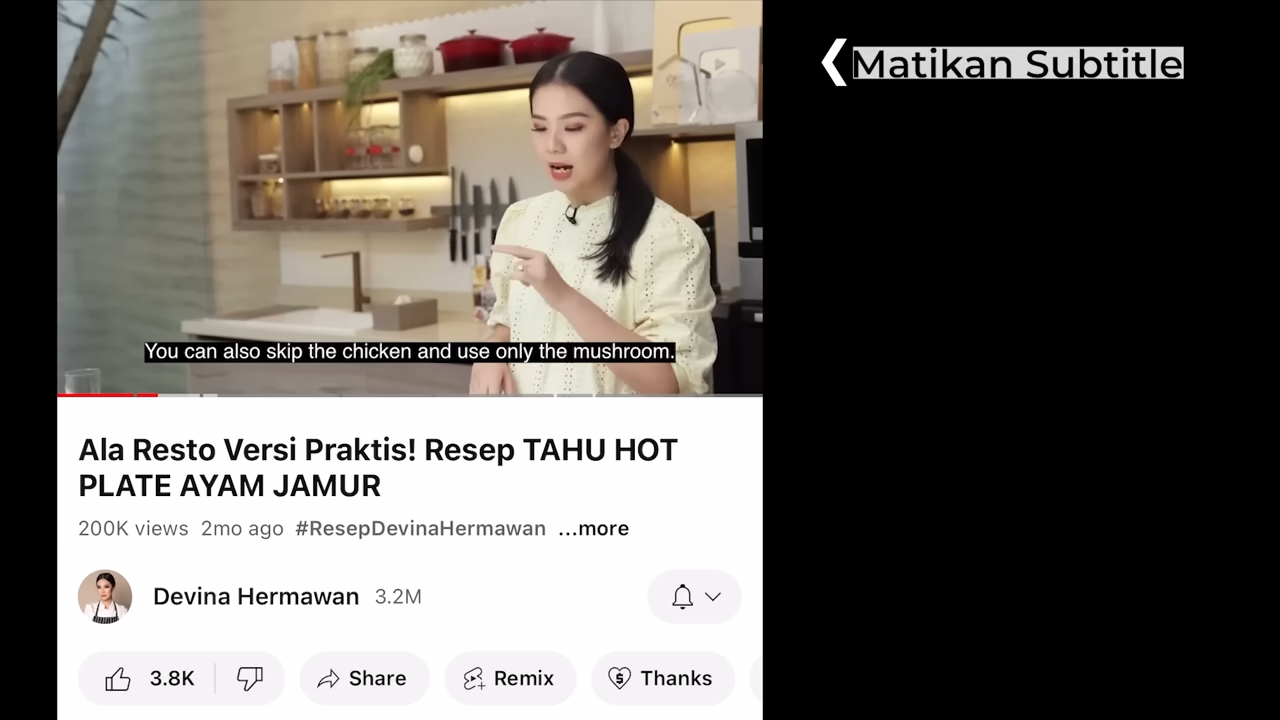 Matikan Subtitle
You can also skip the chicken and use only the mushroom.
Ala Resto Versi Praktis! Resep TAHU HOT
PLATE AYAM JAMUR
200K views 2mo ago #ResepDevinaHermawan ...more
Devina Hermawan 3.2M
3.8K Share Remix Thanks